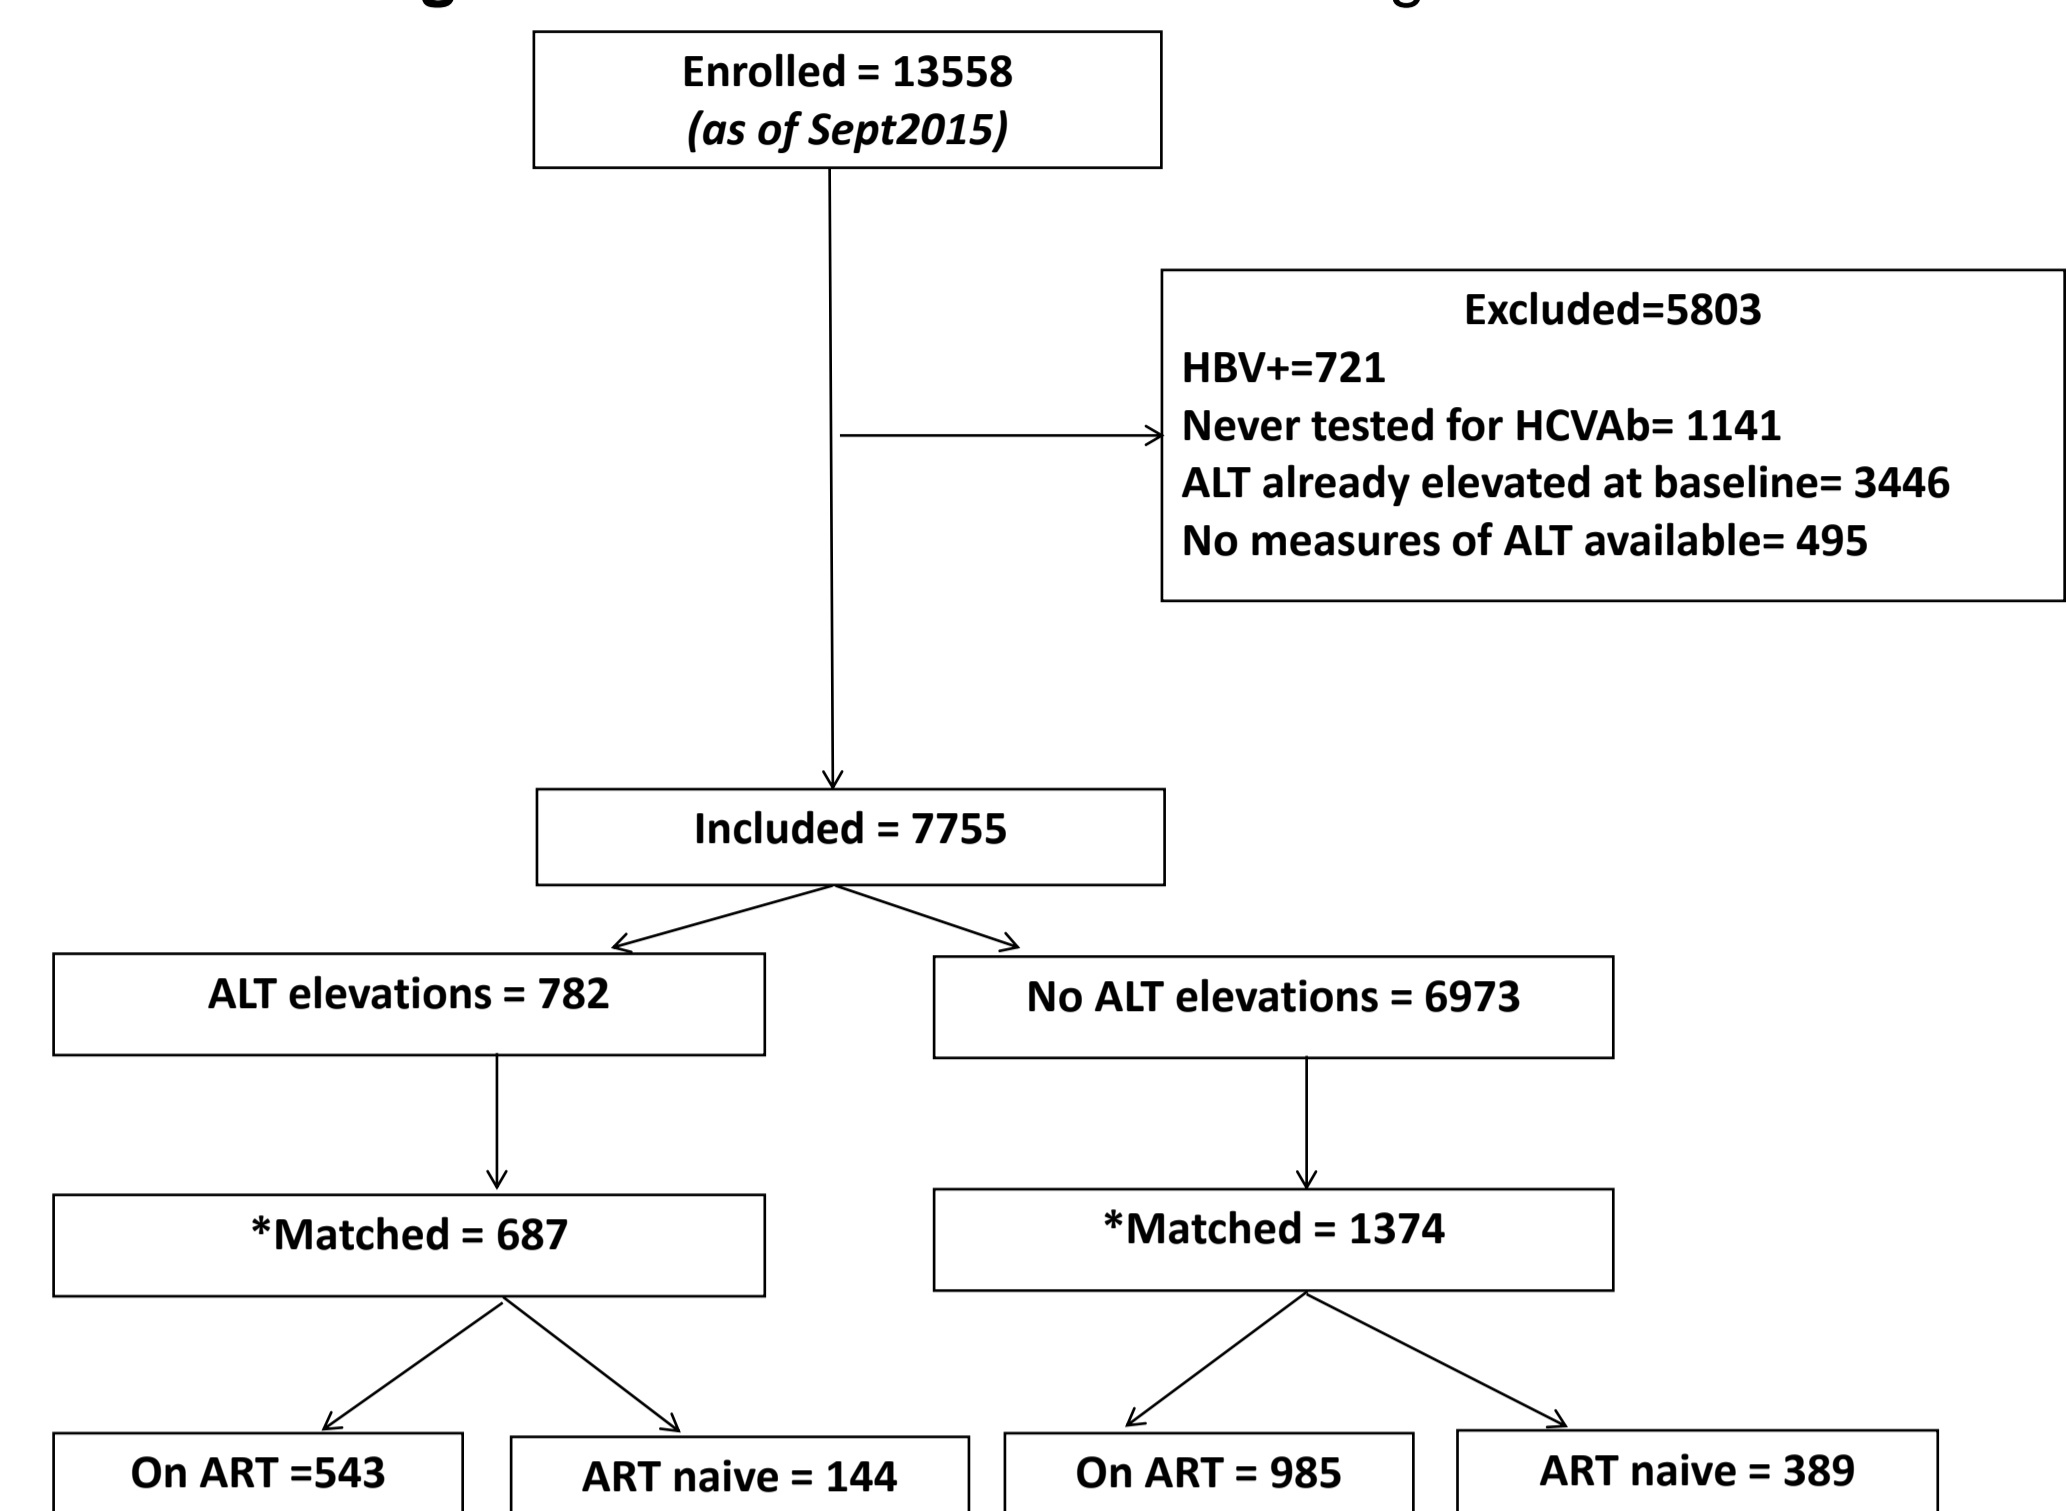 Enrolled = 13558
(as of Sept2015)
Excluded=5803
HBV+=721
Never tested for HCVAb= 1141
ALT already elevated at baseline= 3446
No measures of ALT available= 495
Included = 7755
ALT elevations = 782
No ALT elevations = 6973
*Matched = 687
*Matched = 1374
On ART =543
ART naive = 144
On ART = 985
ART naive = 389